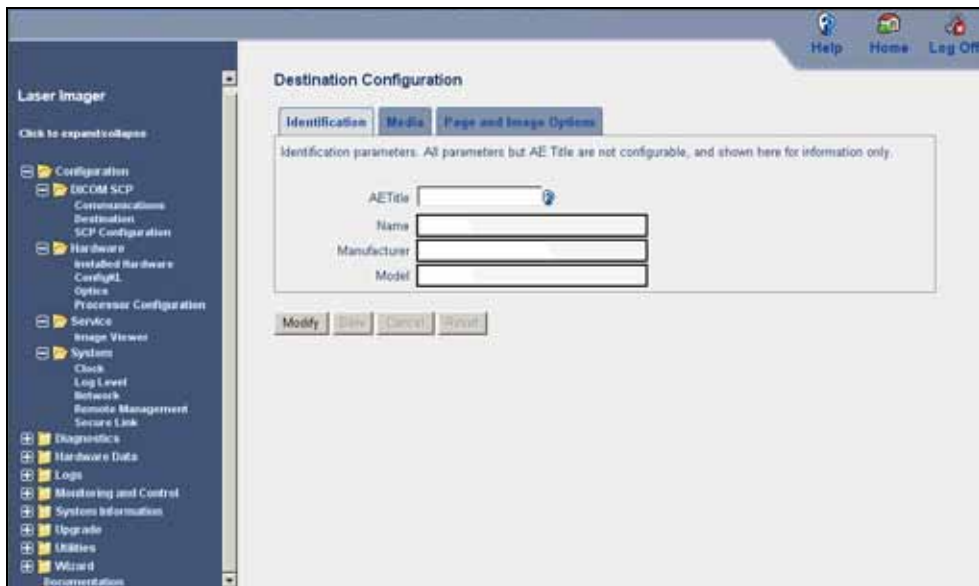 Help Home Log Off
Laser Imager
Click to expand/collapse
Configuration
DICOM SCP
Communications
Destination
SCP Configuration
Hardware
Installed Hardware
ConfigXL
Optics
Processor Configuration
Service
Image Viewer
System
Clock
Log Level
Network
Remote Management
Secure Link
Diagnostics
Hardware Data
Logs
Monitoring and Control
System Information
Upgrade
Utilities
Wizard
Documentation
Destination Configuration
Identification Media Page and Image Options
Identification parameters. All parameters but AE Title are not configurable, and shown here for information only.
AETitle
Name
Manufacturer
Model
Modify Save Cancel Reset